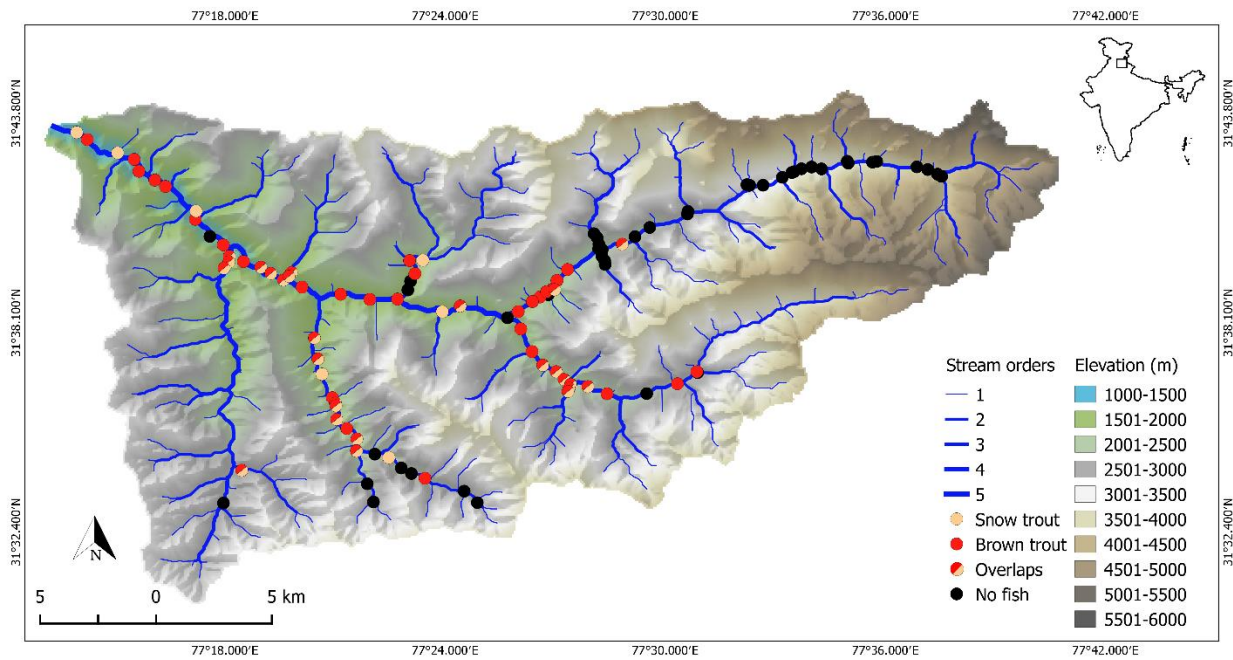 77°18.000'E 77°24.000'E 77°30.000'E 77°36.000'E 77°42.000'E
31°43.800'N 31°43.800'N
31°38.100'N 31°38.100'N
31°32.400'N 31°32.400'N
Stream orders
1
2
3
4
5
Snow trout
Brown trout
Overlaps
No fish
Elevation (m)
1000-1500
1501-2000
2001-2500
2501-3000
3001-3500
3501-4000
4001-4500
4501-5000
5001-5500
5501-6000
N
5 0 5 km
77°18.000'E 77°24.000'E 77°30.000'E 77°36.000'E 77°42.000'E